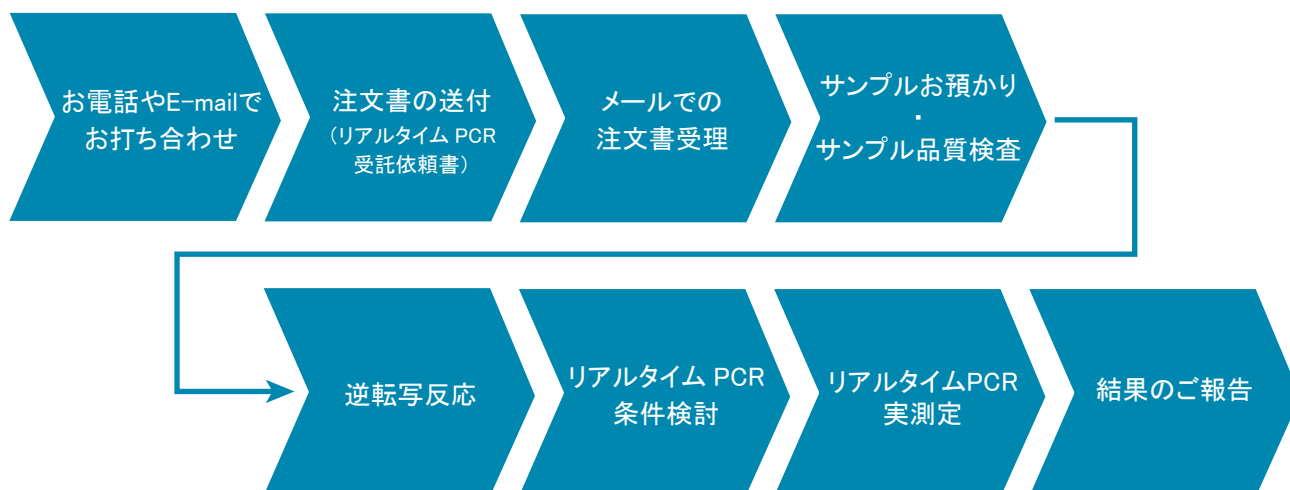 お電話やE-mailで
お打ち合わせ
注文書の送付
（リアルタイム PCR
受託依頼書）
メールでの
注文書受理
サンプルお預かり
・
サンプル品質検査
逆転写反応
リアルタイム PCR
条件検討
リアルタイムPCR
実測定
結果のご報告